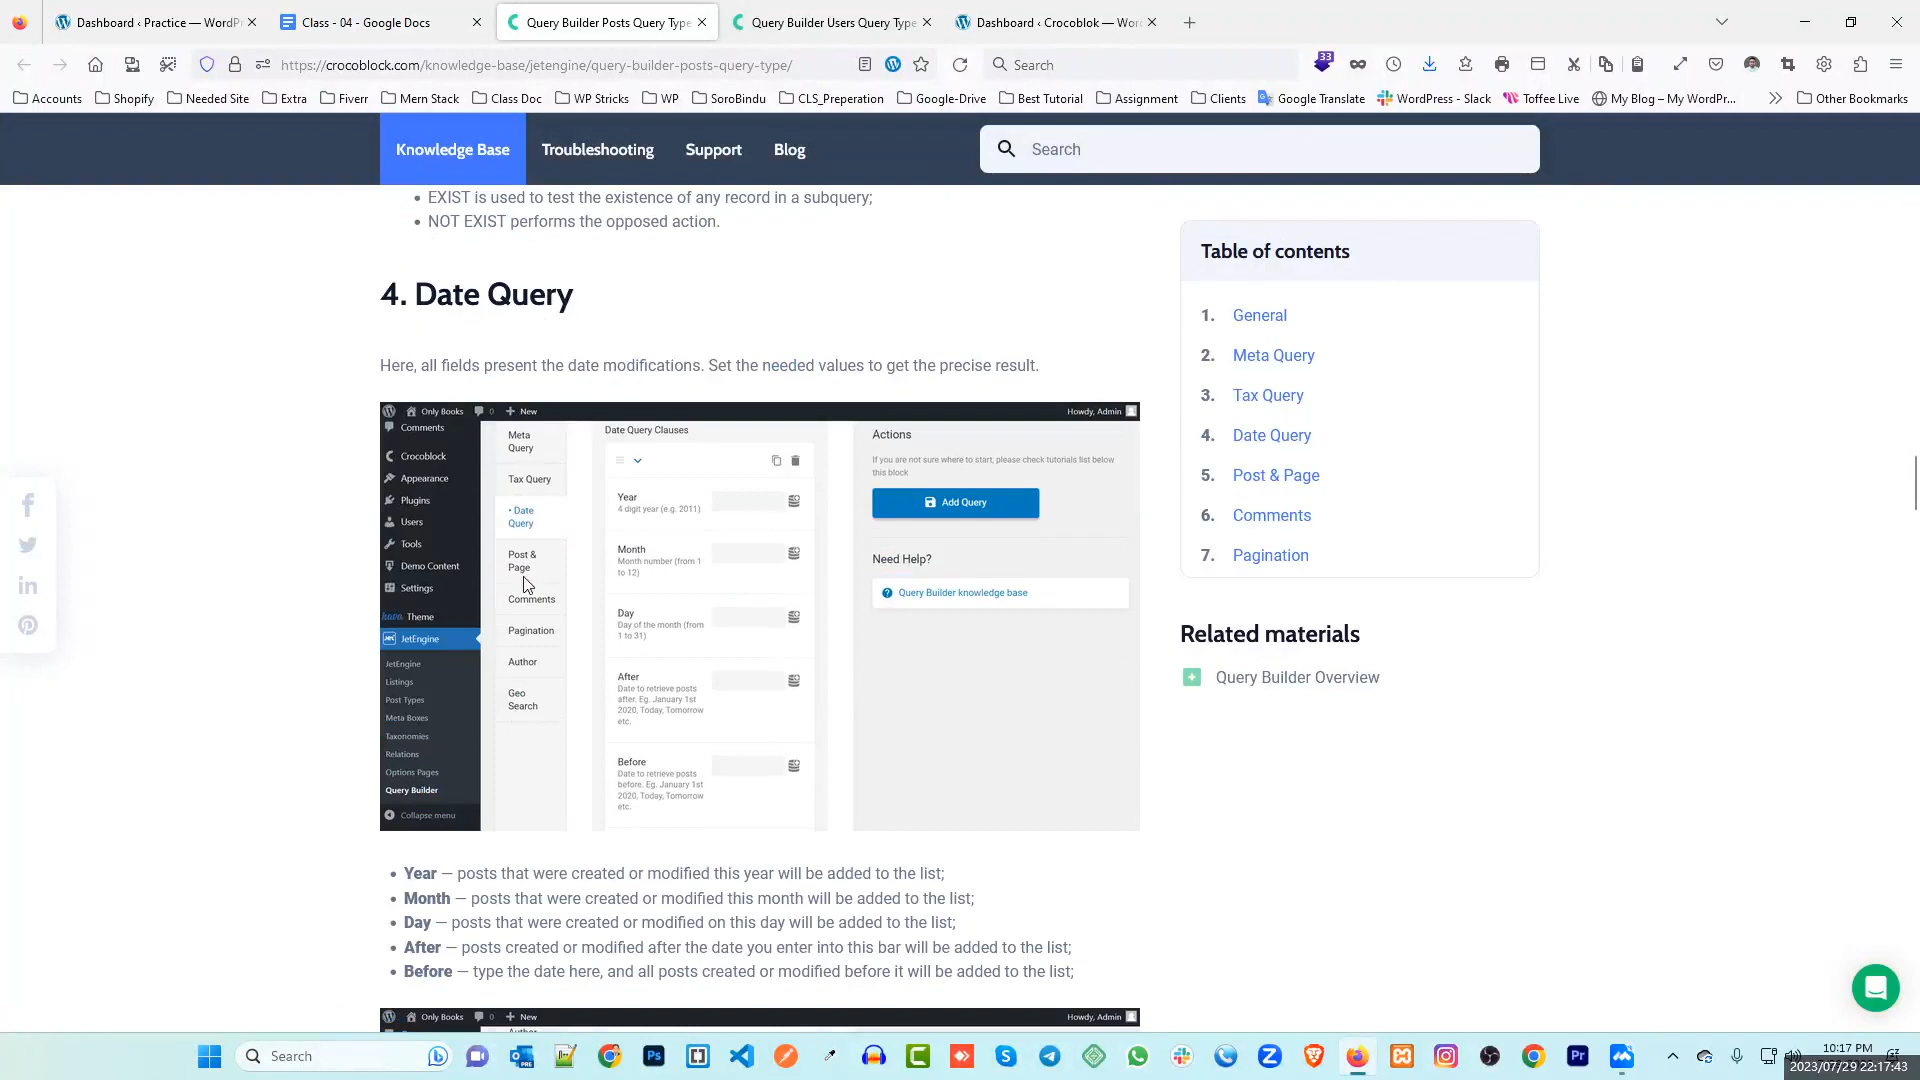 Dashboard ‹ Practice — WordPr
Class - 04 - Google Docs
Query Builder Posts Query Type
Query Builder Users Query Type
Dashboard ‹ Crocoblok — Wor
https://crocoblock.com/knowledge-base/jetengine/query-builder-posts-query-type/
Search
33
Accounts
Shopify
Needed Site
Extra
Fiverr
Mern Stack
Class Doc
WP Stricks
WP
SoroBindu
CLS_Preperation
Google-Drive
Best Tutorial
Assignment
Clients
Google Translate
WordPress - Slack
Toffee Live
My Blog – My WordPr...
Other Bookmarks
Knowledge Base
Troubleshooting
Support
Blog
Search
EXIST is used to test the existence of any record in a subquery;
NOT EXIST performs the opposed action.
4. Date Query
Here, all fields present the date modifications. Set the needed values to get the precise result.
Only Books
0
New
Howdy, Admin
Comments
Crocoblock
Appearance
Plugins
Users
Tools
Demo Content
Settings
Theme
JetEngine
JetEngine
Listings
Post Types
Meta Boxes
Taxonomies
Relations
Options Pages
Query Builder
Collapse menu
Meta
Query
Tax Query
Date
Query
Post &
Page
Comments
Pagination
Author
Geo
Search
Date Query Clauses
Year
4 digit year (e.g. 2011)
Month
Month number (from 1
to 12)
Day
Day of the month (from
1 to 31)
After
Date to retrieve posts
after. Eg. January 1st
2020, Today, Tomorrow
etc.
Before
Date to retrieve posts
before. Eg. January 1st
2020, Today, Tomorrow
etc.
Actions
If you are not sure where to start, please check tutorials list below
this block
Add Query
Need Help?
Query Builder knowledge base
Year — posts that were created or modified this year will be added to the list;
Month — posts that were created or modified this month will be added to the list;
Day — posts that were created or modified on this day will be added to the list;
After — posts created or modified after the date you enter into this bar will be added to the list;
Before — type the date here, and all posts created or modified before it will be added to the list;
Only Books
0
New
Howdy, Admin
Table of contents
1. General
2. Meta Query
3. Tax Query
4. Date Query
5. Post & Page
6. Comments
7. Pagination
Related materials
Query Builder Overview
Search
10:17 PM
2023/07/29 22:17:43